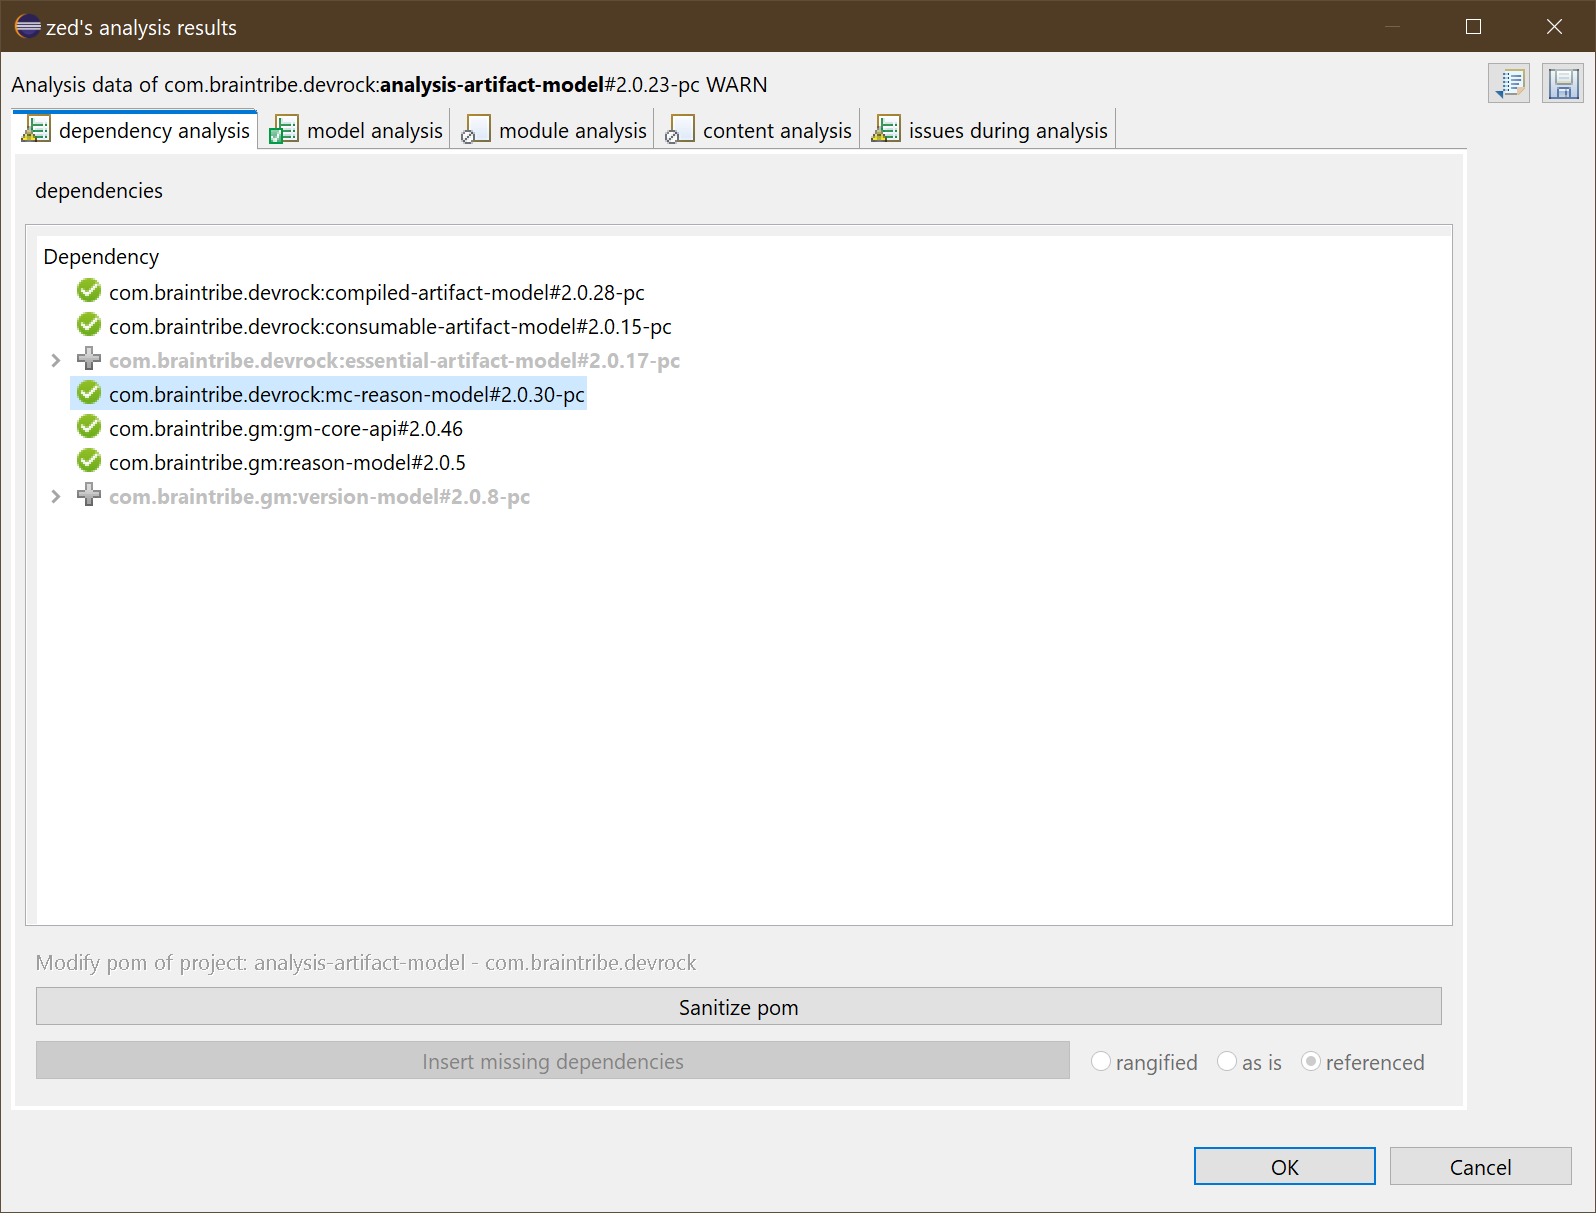 zed's analysis results
Analysis data of com.braintribe.devrock:analysis-artifact-model#2.0.23-pc WARN
dependency analysis model analysis module analysis content analysis issues during analysis
dependencies
Dependency
com.braintribe.devrock:compiled-artifact-model#2.0.28-pc
com.braintribe.devrock:consumable-artifact-model#2.0.15-pc
com.braintribe.devrock:essential-artifact-model#2.0.17-pc
com.braintribe.devrock:mc-reason-model#2.0.30-pc
com.braintribe.gm:gm-core-api#2.0.46
com.braintribe.gm:reason-model#2.0.5
com.braintribe.gm:version-model#2.0.8-pc
Modify pom of project: analysis-artifact-model - com.braintribe.devrock
Sanitize pom
Insert missing dependencies rangified as is referenced
OK Cancel